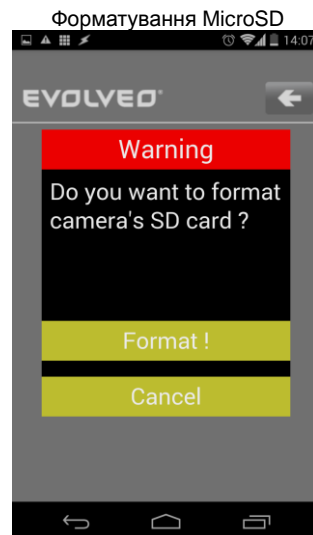 Форматування MicroSD
14:07
EVOLVEO
Warning
Do you want to format
camera's SD card ?
Format !
Cancel